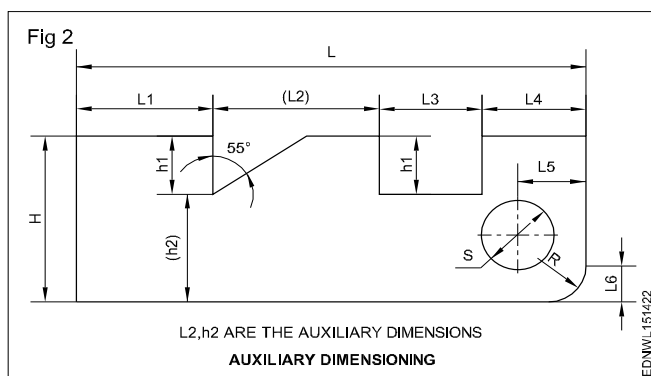 Fig 2
L
L1
(L2)
L3
L4
h1
55°
h1
L5
H
(h2)
S
R
L6
L2,h2 ARE THE AUXILIARY DIMENSIONS
AUXILIARY DIMENSIONING
EDNWL151422